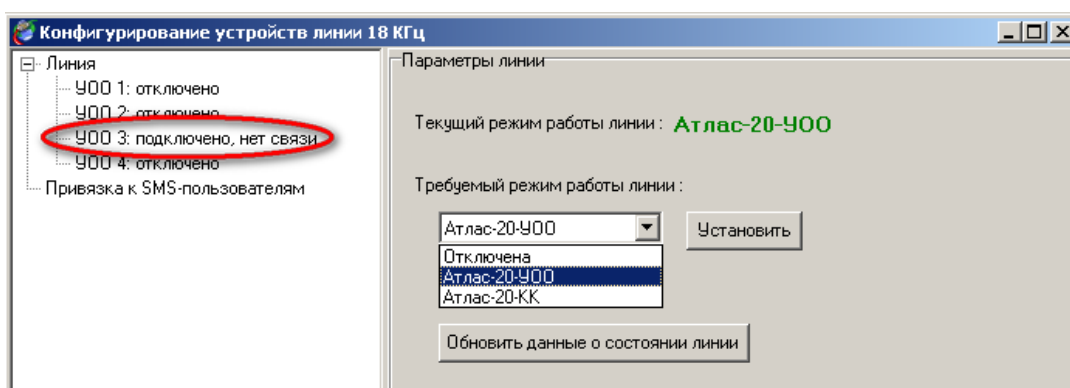 Конфигурирование устройств линии 18 КГц
Линия
УОО 1: отключено
УОО 2: отключено
УОО 3: подключено, нет связи
УОО 4: отключено
Привязка к SMS-пользователям
Параметры линии
Текущий режим работы линии : Атлас-20-УОО
Требуемый режим работы линии :
Атлас-20-УОО
Установить
Отключена
Атлас-20-УОО
Атлас-20-КК
Обновить данные о состоянии линии